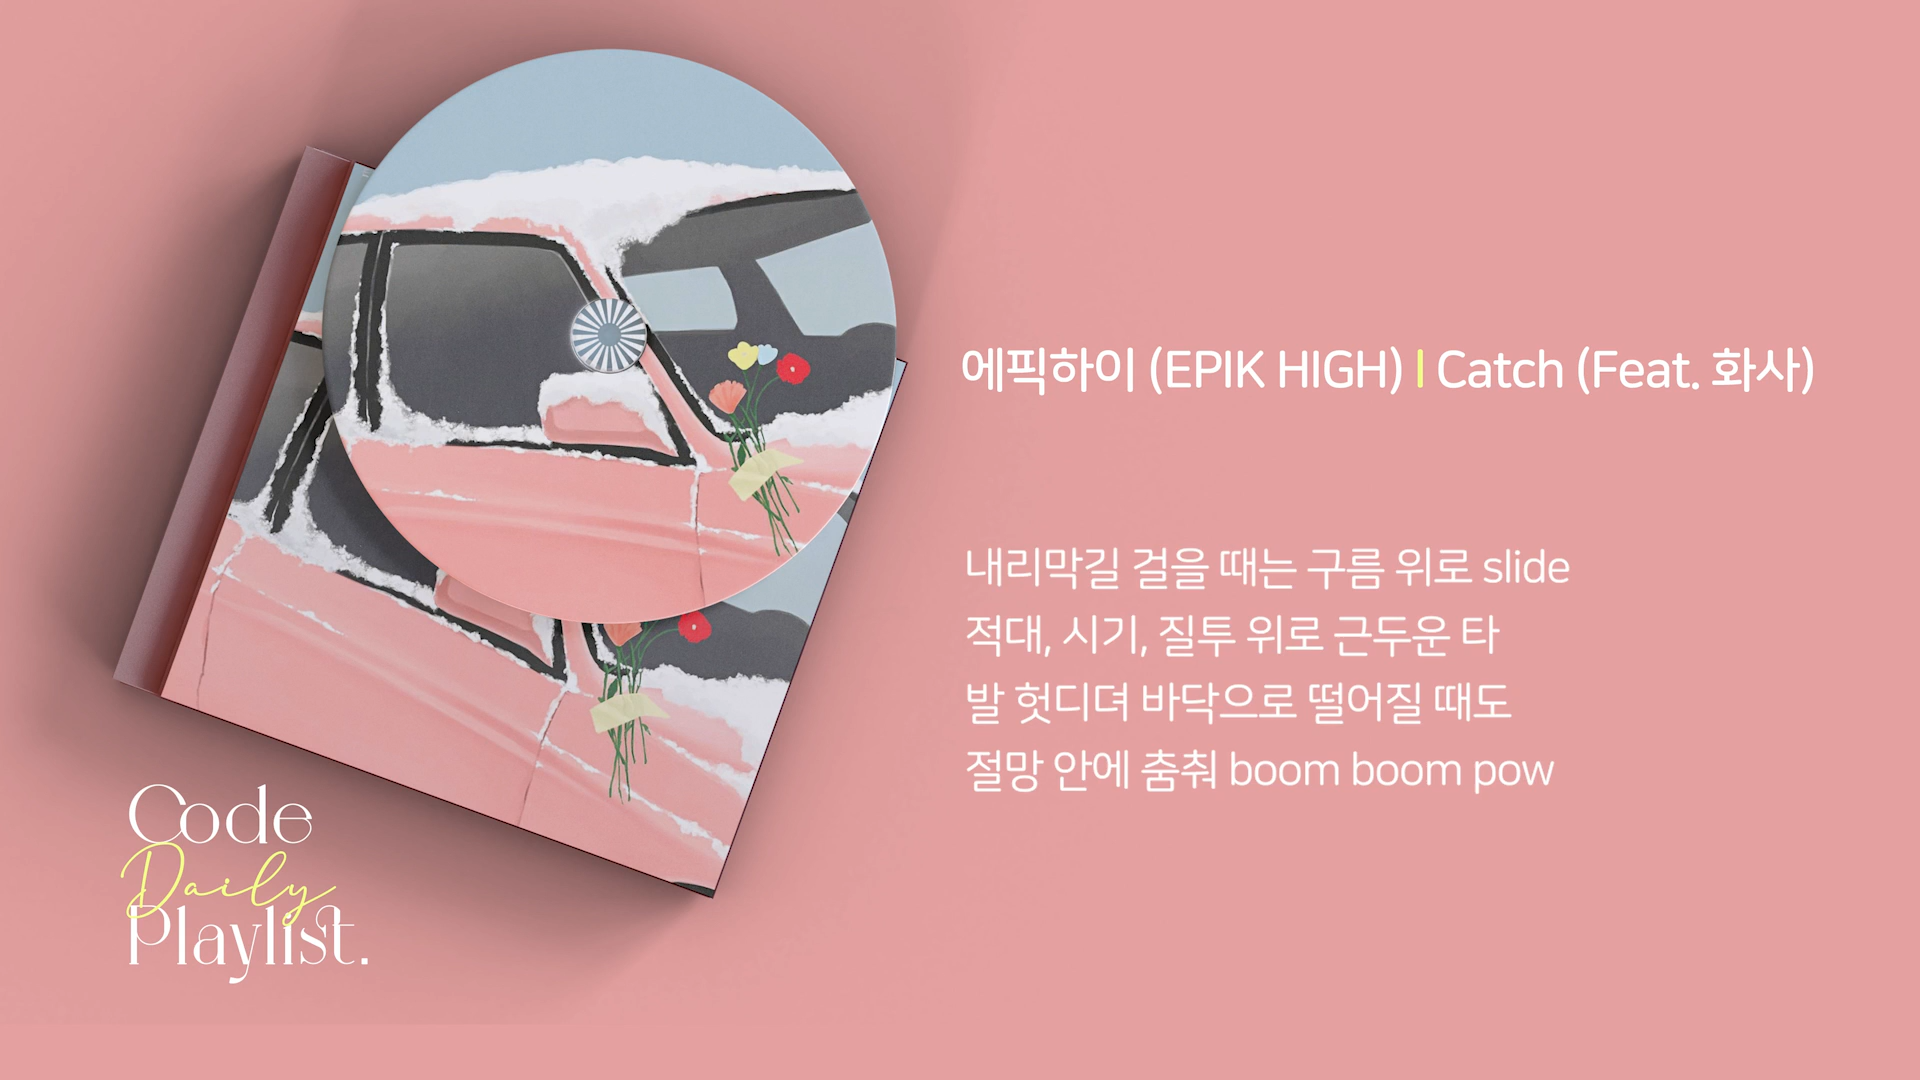 에픽하이 (EPIK HIGH) | Catch (Feat. 화사)
내리막길 걸을 때는 구름 위로 slide
적대, 시기, 질투 위로 근두운 타
발 헛디뎌 바닥으로 떨어질 때도
절망 안에 춤춰 boom boom pow
Code
Daily
Playlist.